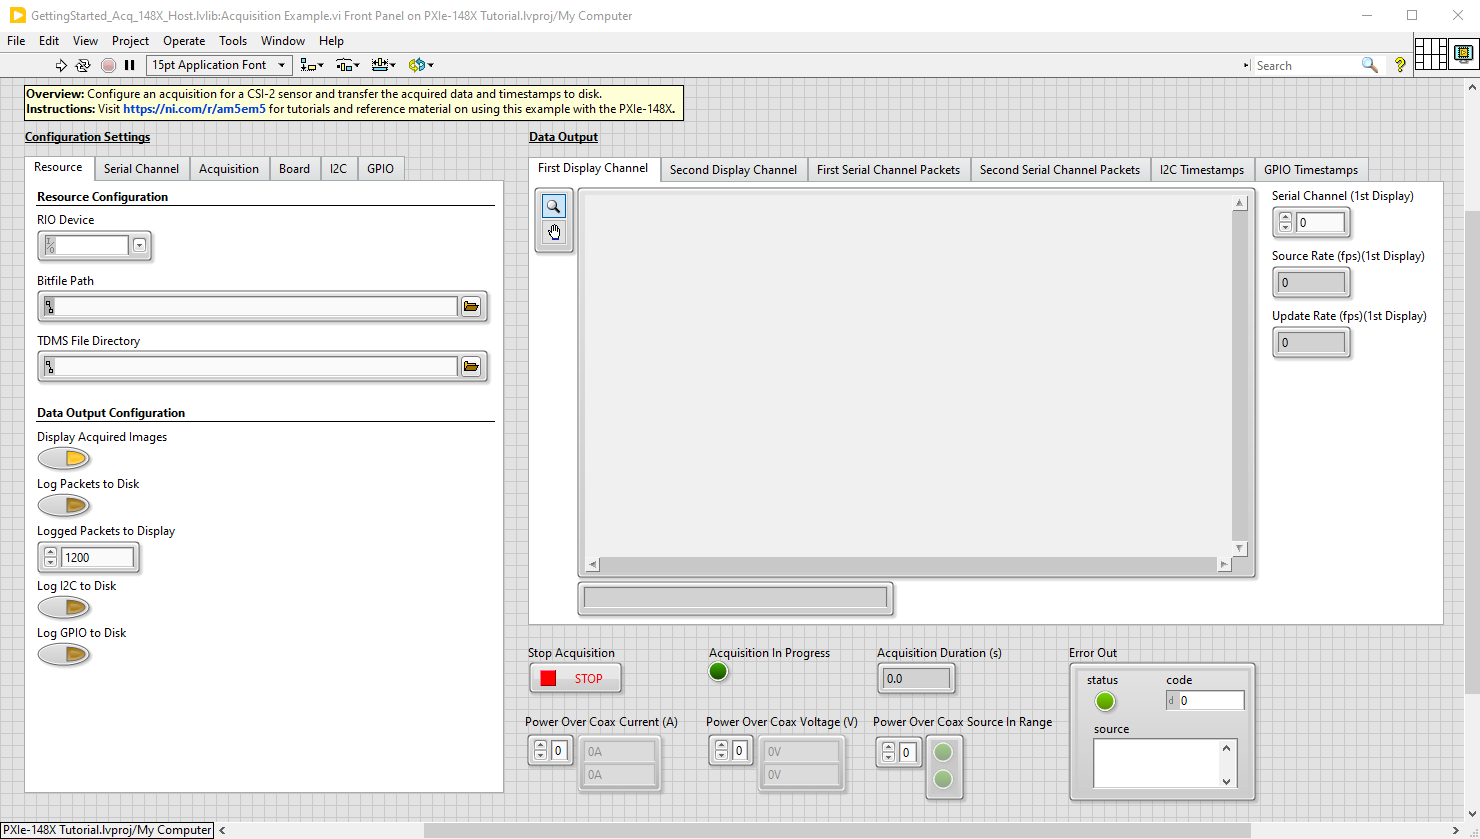 GettingStarted_Acq_148X_Host.lvlib:Acquisition Example.vi Front Panel on PXIe-148X Tutorial.lvproj/My Computer
File Edit View Project Operate Tools Window Help
15pt Application Font
Search
?
Overview: Configure an acquisition for a CSI-2 sensor and transfer the acquired data and timestamps to disk.
Instructions: Visit https://ni.com/r/am5em5 for tutorials and reference material on using this example with the PXIe-148X.
Configuration Settings
Resource Serial Channel Acquisition Board I2C GPIO
Resource Configuration
RIO Device
I/O
Bitfile Path
TDMS File Directory
Data Output Configuration
Display Acquired Images
Log Packets to Disk
Logged Packets to Display
1200
Log I2C to Disk
Log GPIO to Disk
Data Output
First Display Channel Second Display Channel First Serial Channel Packets Second Serial Channel Packets I2C Timestamps GPIO Timestamps
Serial Channel (1st Display)
0
Source Rate (fps)(1st Display)
0
Update Rate (fps)(1st Display)
0
Stop Acquisition
STOP
Acquisition In Progress
Acquisition Duration (s)
0.0
Power Over Coax Current (A)
0
0A
0A
Power Over Coax Voltage (V)
0
0V
0V
Power Over Coax Source In Range
0
Error Out
status
code
d 0
source
PXIe-148X Tutorial.lvproj/My Computer